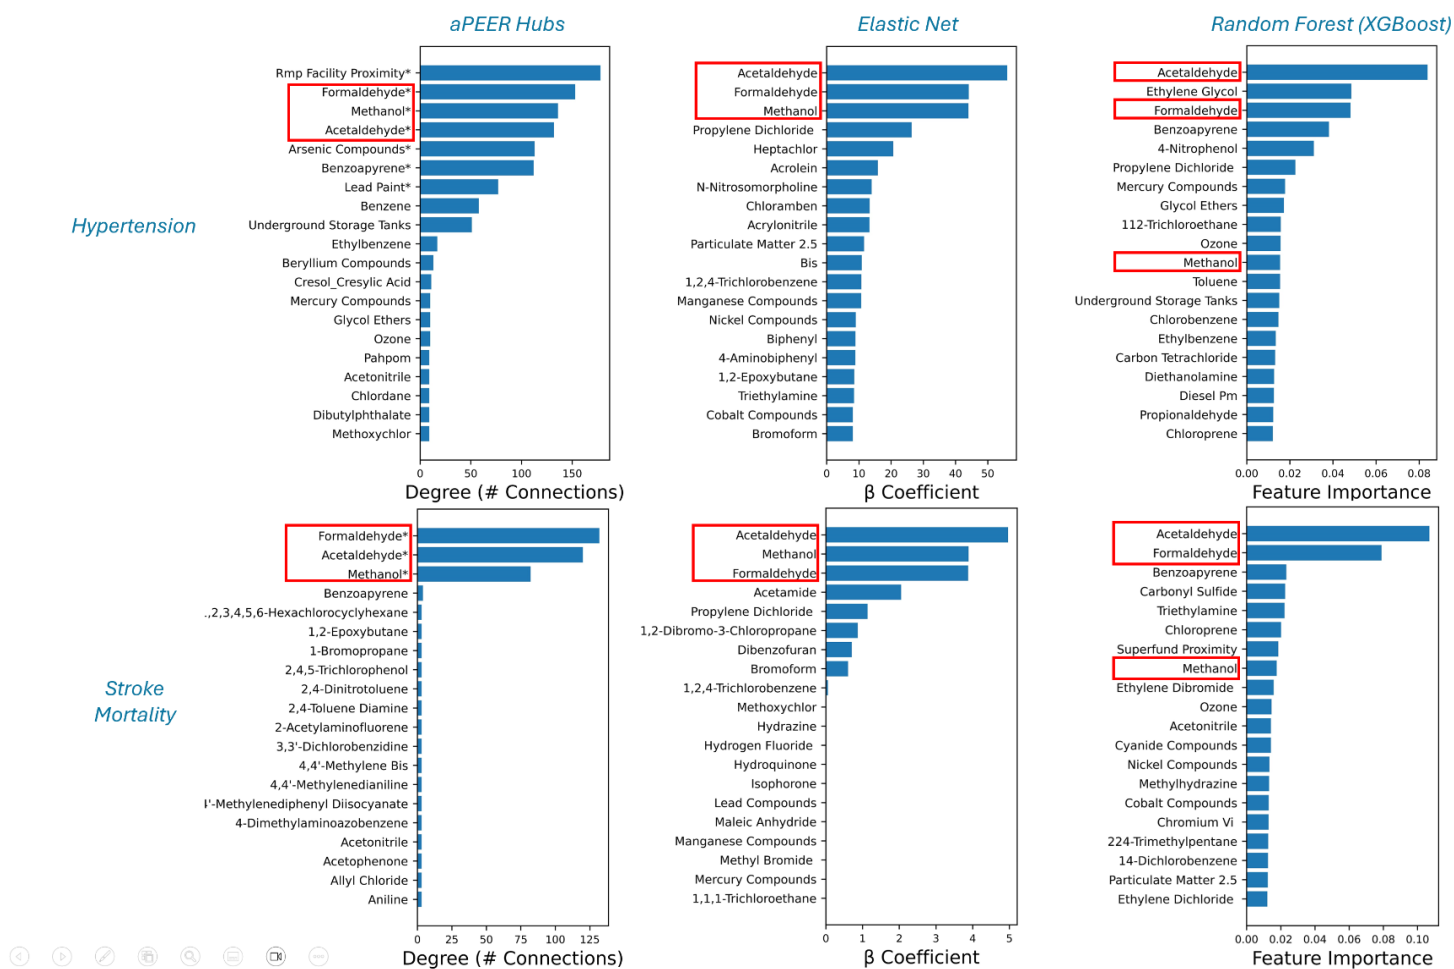 aPEER Hubs
Elastic Net
Random Forest (XGBoost)
Hypertension
Rmp Facility Proximity*
Formaldehyde*
Methanol*
Acetaldehyde*
Arsenic Compounds*
Benzoapyrene*
Lead Paint*
Benzene
Underground Storage Tanks
Ethylbenzene
Beryllium Compounds
Cresol_Cresylic Acid
Mercury Compounds
Glycol Ethers
Ozone
Pahpom
Acetonitrile
Chlordane
Dibutylphthalate
Methoxychlor
0 50 100 150
Degree (# Connections)
Acetaldehyde
Formaldehyde
Methanol
Propylene Dichloride
Heptachlor
Acrolein
N-Nitrosomorpholine
Chloramben
Acrylonitrile
Particulate Matter 2.5
Bis
1,2,4-Trichlorobenzene
Manganese Compounds
Nickel Compounds
Biphenyl
4-Aminobiphenyl
1,2-Epoxybutane
Triethylamine
Cobalt Compounds
Bromoform
0 10 20 30 40 50
β Coefficient
Acetaldehyde
Ethylene Glycol
Formaldehyde
Benzoapyrene
4-Nitrophenol
Propylene Dichloride
Mercury Compounds
Glycol Ethers
112-Trichloroethane
Ozone
Methanol
Toluene
Underground Storage Tanks
Chlorobenzene
Ethylbenzene
Carbon Tetrachloride
Diethanolamine
Diesel Pm
Propionaldehyde
Chloroprene
0.00 0.02 0.04 0.06 0.08
Feature Importance
Stroke
Mortality
Formaldehyde*
Acetaldehyde*
Methanol*
Benzoapyrene
.,2,3,4,5,6-Hexachlorocyclyhexane
1,2-Epoxybutane
1-Bromopropane
2,4,5-Trichlorophenol
2,4-Dinitrotoluene
2,4-Toluene Diamine
2-Acetylaminofluorene
3,3'-Dichlorobenzidine
4,4'-Methylene Bis
4,4'-Methylenedianiline
4'-Methylenediphenyl Diisocyanate
4-Dimethylaminoazobenzene
Acetonitrile
Acetophenone
Allyl Chloride
Aniline
0 25 50 75 100 125
Degree (# Connections)
Acetaldehyde
Methanol
Formaldehyde
Acetamide
Propylene Dichloride
1,2-Dibromo-3-Chloropropane
Dibenzofuran
Bromoform
1,2,4-Trichlorobenzene
Methoxychlor
Hydrazine
Hydrogen Fluoride
Hydroquinone
Isophorone
Lead Compounds
Maleic Anhydride
Manganese Compounds
Methyl Bromide
Mercury Compounds
1,1,1-Trichloroethane
0 1 2 3 4 5
β Coefficient
Acetaldehyde
Formaldehyde
Benzoapyrene
Carbonyl Sulfide
Triethylamine
Chloroprene
Superfund Proximity
Methanol
Ethylene Dibromide
Ozone
Acetonitrile
Cyanide Compounds
Nickel Compounds
Methylhydrazine
Cobalt Compounds
Chromium Vi
224-Trimethylpentane
14-Dichlorobenzene
Particulate Matter 2.5
Ethylene Dichloride
0.00 0.02 0.04 0.06 0.08 0.10
Feature Importance